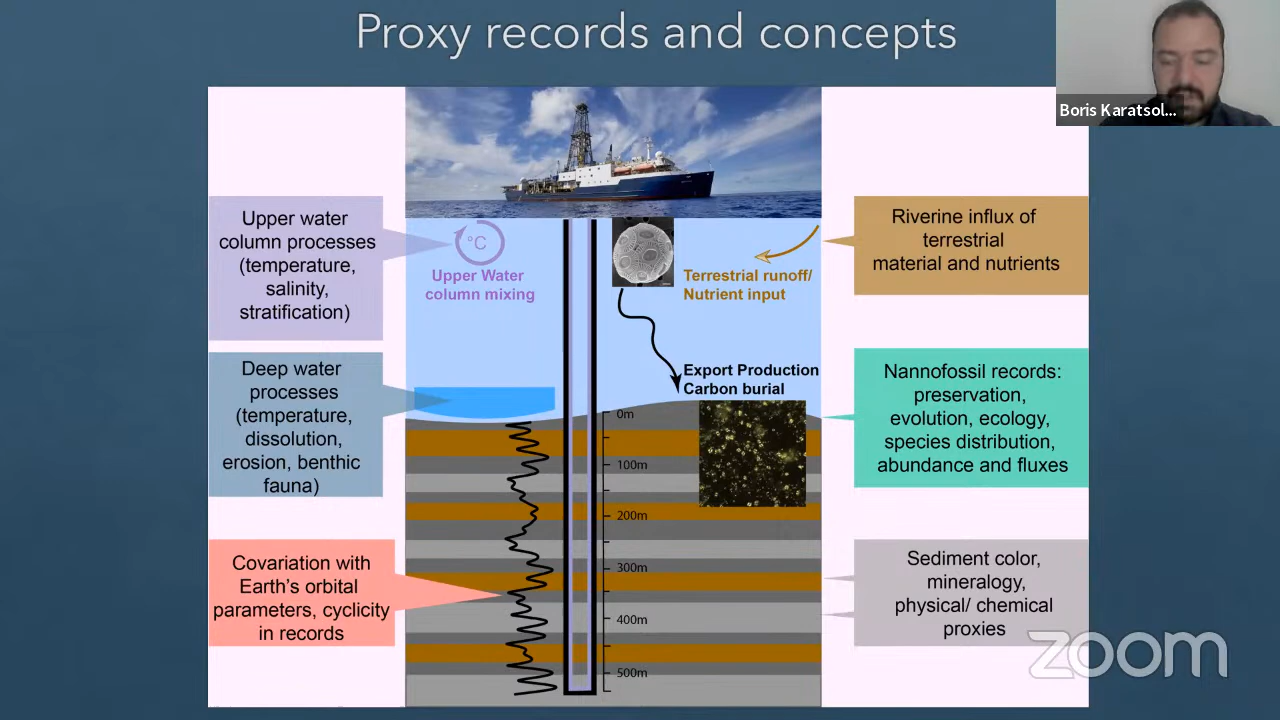 Proxy records and concepts
Boris Karatsol...
Upper water
column processes
(temperature,
salinity,
stratification)
°C
Upper Water
column mixing
Terrestrial runoff/
Nutrient input
Riverine influx of
terrestrial
material and nutrients
Deep water
processes
(temperature,
dissolution,
erosion, benthic
fauna)
Export Production
Carbon burial
Nannofossil records:
preservation,
evolution, ecology,
species distribution,
abundance and fluxes
0m
100m
200m
300m
400m
500m
Covariation with
Earth's orbital
parameters, cyclicity
in records
Sediment color,
mineralogy,
physical/ chemical
proxies
zoom